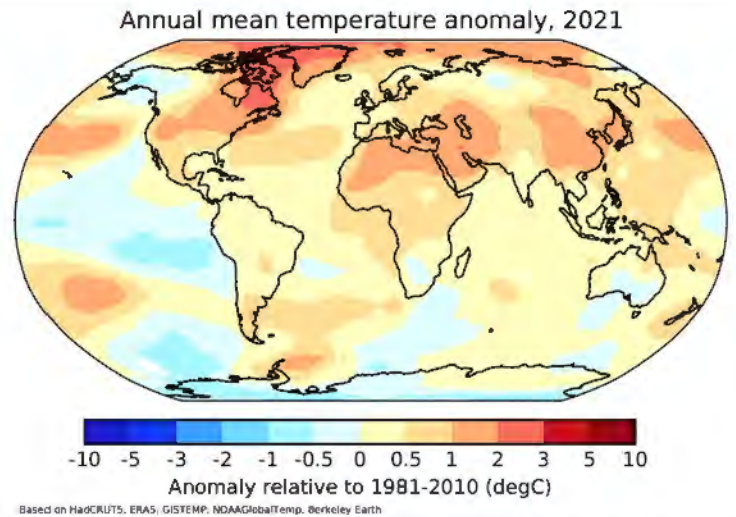 Annual mean temperature anomaly, 2021
-10 -5 -3 -2 -1 -0.5 0 0.5 1 2 3 5 10
Anomaly relative to 1981-2010 (degC)
Based on HadCRUT5, ERA5, GISTEMP, NOAAGlobalTemp, Berkeley Earth